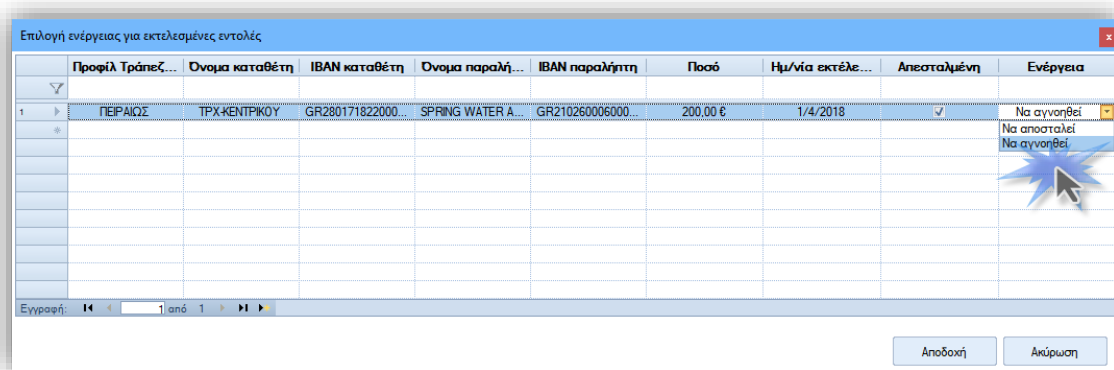 Επιλογή ενέργειας για εκτελεσμένες εντολές
x
Προφίλ Τράπεζ... Όνομα καταθέτη IBAN καταθέτη Όνομα παραλή... IBAN παραλήπτη Ποσό Ημ/νία εκτέλε... Απεσταλμένη Ενέργεια
1 ΠΕΙΡΑΙΩΣ ΤΡΧ-ΚΕΝΤΡΙΚΟΥ GR280171822000... SPRING WATER A... GR210260006000... 200,00 € 1/4/2018 Να αγνοηθεί
Να αποσταλεί
Να αγνοηθεί
Εγγραφή: 1 από 1
Αποδοχή Ακύρωση